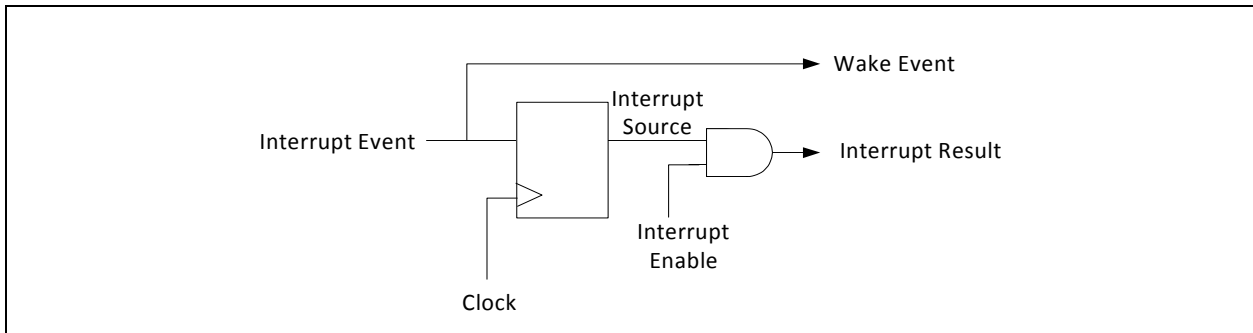 Wake Event
Interrupt
Source
Interrupt Event
Interrupt Result
Interrupt
Enable
Clock